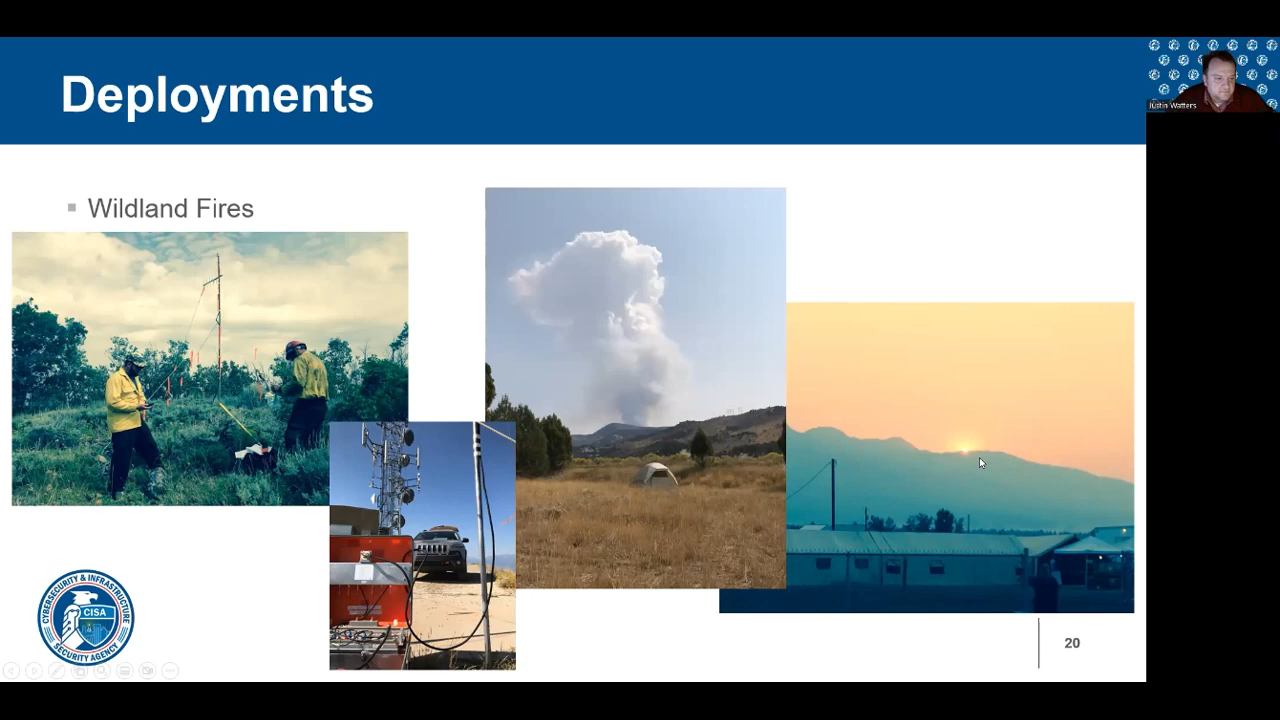 Deployments
Justin Watters
Wildland Fires
CYBERSECURITY & INFRASTRUCTURE
CISA
SECURITY AGENCY
20